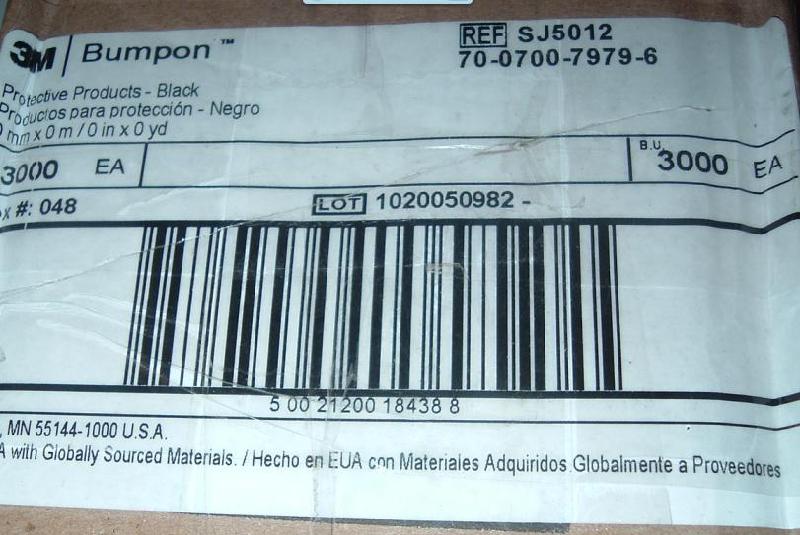 3M Bumpon™
REF SJ5012
70-0700-7979-6
Protective Products - Black
Productos para protección - Negro
0 mm x 0 m / 0 in x 0 yd
3000 EA
B.U. 3000 EA
x #: 048
LOT 1020050982 -
5 00 21200 18438 8
, MN 55144-1000 U.S.A.
A with Globally Sourced Materials. / Hecho en EUA con Materiales Adquiridos Globalmente a Proveedores